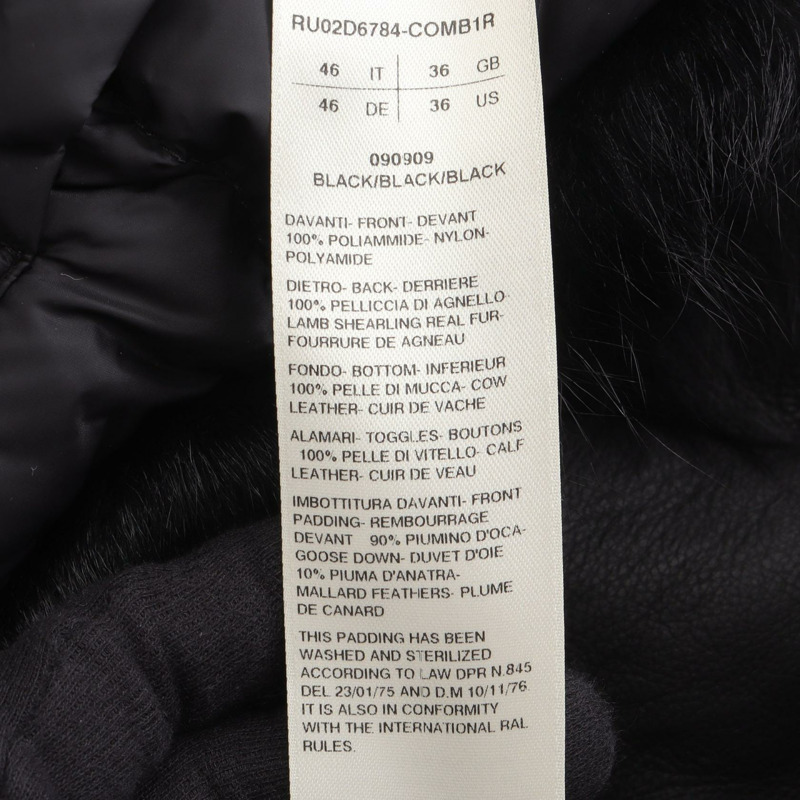 RU02D6784-COMB1R
46 IT 36 GB
46 DE 36 US
090909
BLACK/BLACK/BLACK
DAVANTI- FRONT- DEVANT
100% POLIAMMIDE- NYLON-
POLYAMIDE
DIETRO- BACK- DERRIERE
100% PELLICCIA DI AGNELLO-
LAMB SHEARLING REAL FUR-
FOURRURE DE AGNEAU
FONDO- BOTTOM- INFERIEUR
100% PELLE DI MUCCA- COW
LEATHER- CUIR DE VACHE
ALAMARI- TOGGLES- BOUTONS
100% PELLE DI VITELLO- CALF
LEATHER- CUIR DE VEAU
IMBOTTITURA DAVANTI- FRONT
PADDING- REMBOURRAGE
DEVANT 90% PIUMINO D'OCA-
GOOSE DOWN- DUVET D'OIE
10% PIUMA D'ANATRA-
MALLARD FEATHERS- PLUME
DE CANARD
THIS PADDING HAS BEEN
WASHED AND STERILIZED
ACCORDING TO LAW DPR N.845
DEL 23/01/75 AND D.M 10/11/76.
IT IS ALSO IN CONFORMITY
WITH THE INTERNATIONAL RAL
RULES.